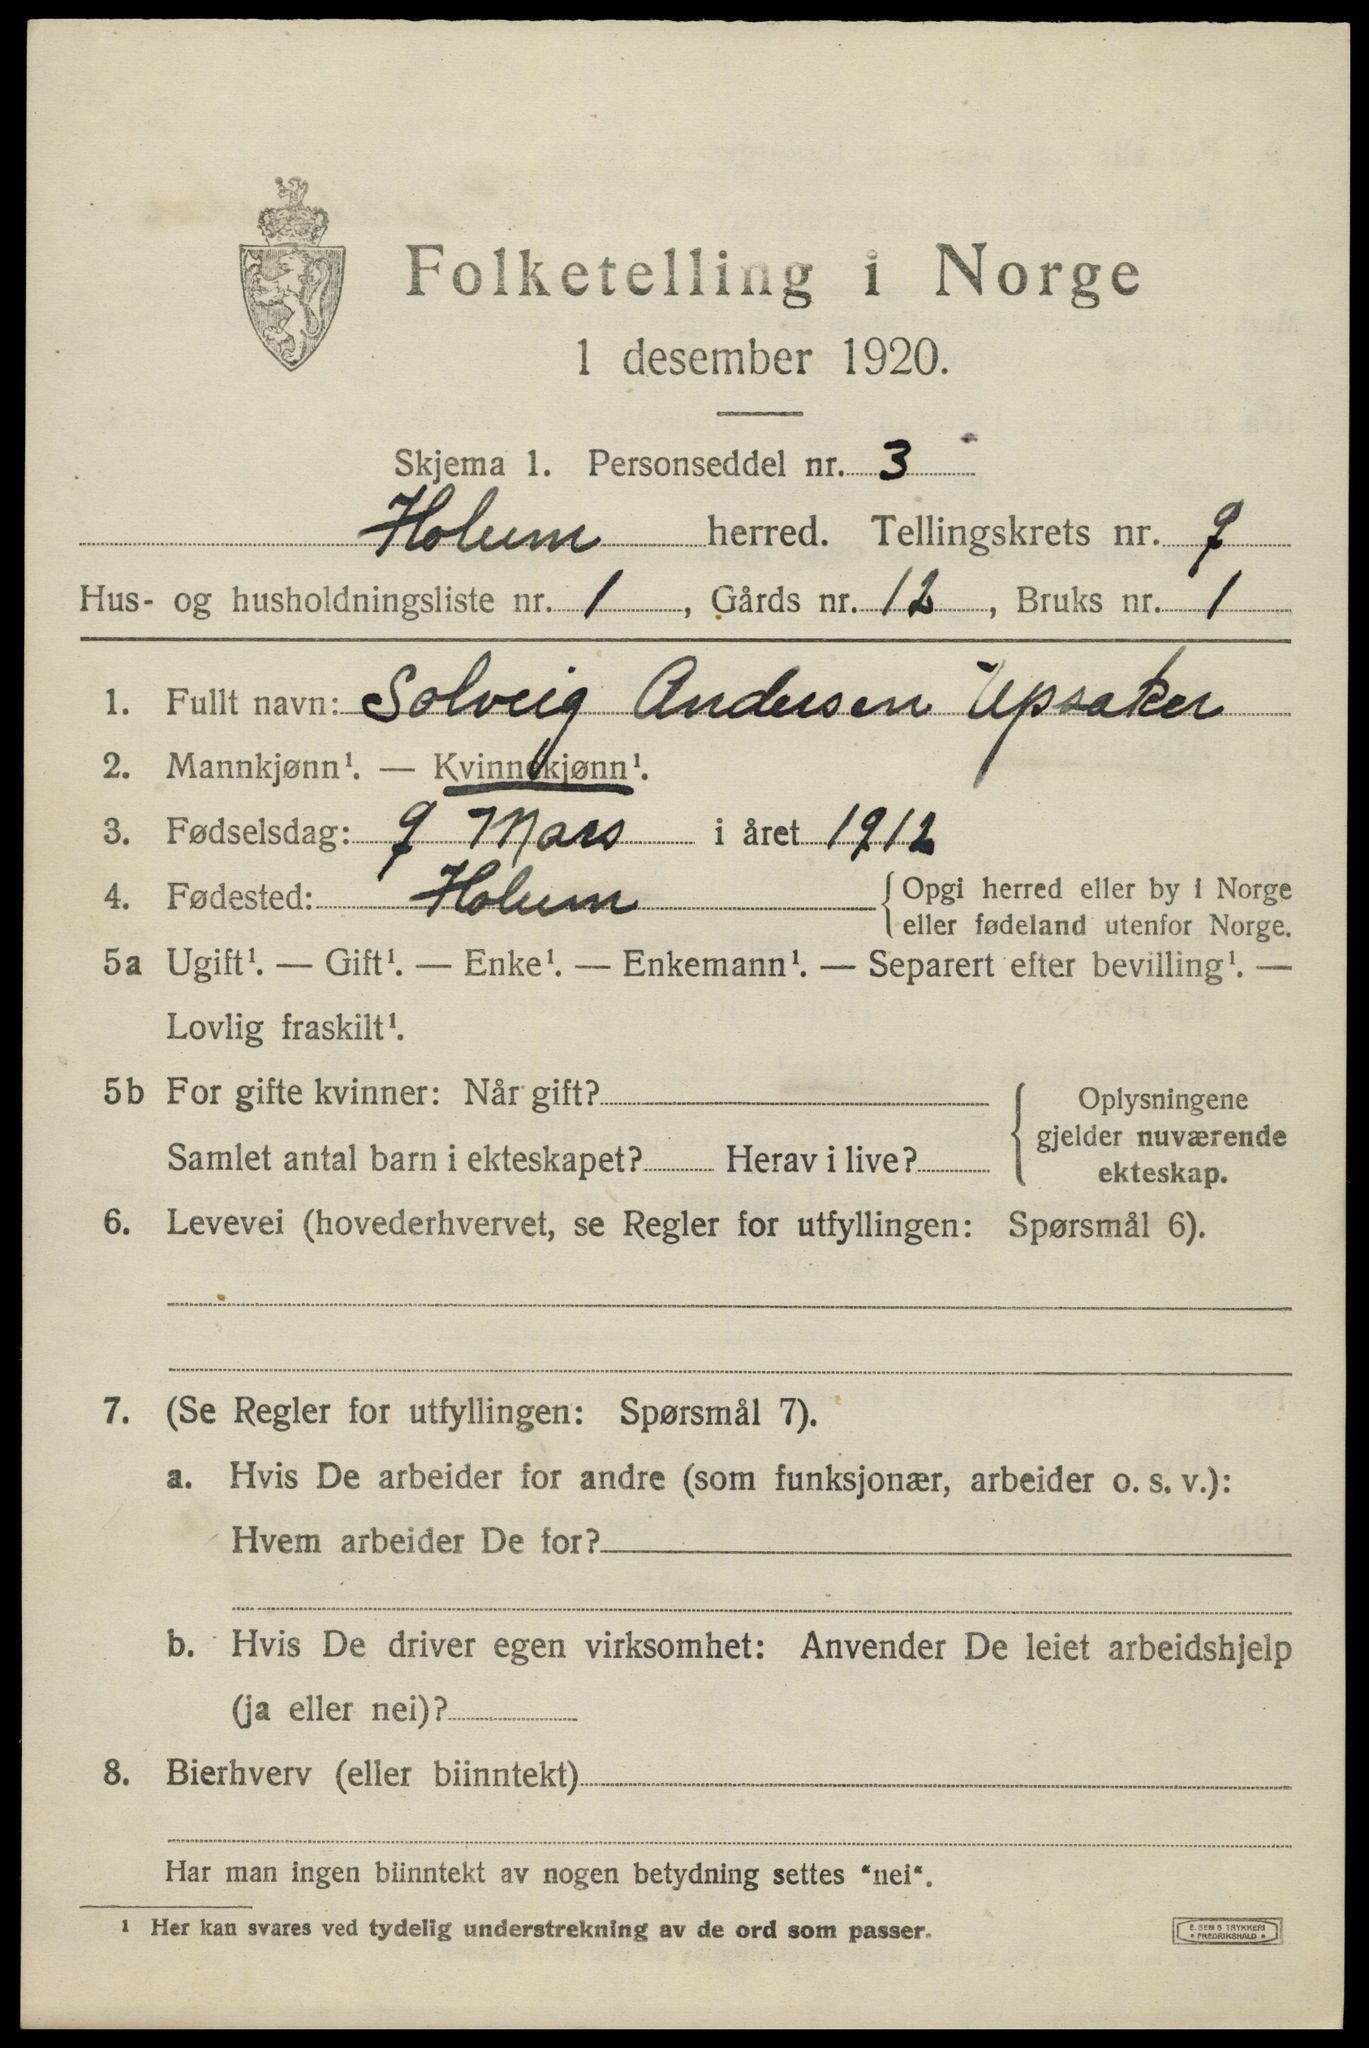 Folketelling i Norge
1 desember 1920.
Skjema 1. Personseddel nr. 3
Holum herred. Tellingskrets nr. 9
Hus- og husholdningsliste nr. 1, Gårds nr. 12, Bruks nr. 1
1. Fullt navn: Solveig Andersen Upsaker
2. Mannkjønn¹. — Kvinnekjønn¹.
3. Fødselsdag: 9 Mars i året 1912
4. Fødested: Holum { Opgi herred eller by i Norge
eller fødeland utenfor Norge.
5a Ugift¹. — Gift¹. — Enke¹. — Enkemann¹. — Separert efter bevilling¹. —
Lovlig fraskilt¹.
5b For gifte kvinner: Når gift?
Samlet antal barn i ekteskapet? Herav i live?
{ Oplysningene
gjelder nuværende
ekteskap.
6. Levevei (hovederhvervet, se Regler for utfyllingen: Spørsmål 6).
7. (Se Regler for utfyllingen: Spørsmål 7).
a. Hvis De arbeider for andre (som funksjonær, arbeider o. s. v.):
Hvem arbeider De for?
b. Hvis De driver egen virksomhet: Anvender De leiet arbeidshjelp
(ja eller nei)?
8. Bierhverv (eller biinntekt)
Har man ingen biinntekt av nogen betydning settes “nei“.
¹ Her kan svares ved tydelig understrekning av de ord som passer.
E. SEM S TRYKKERI
* FREDRIKSHALD *